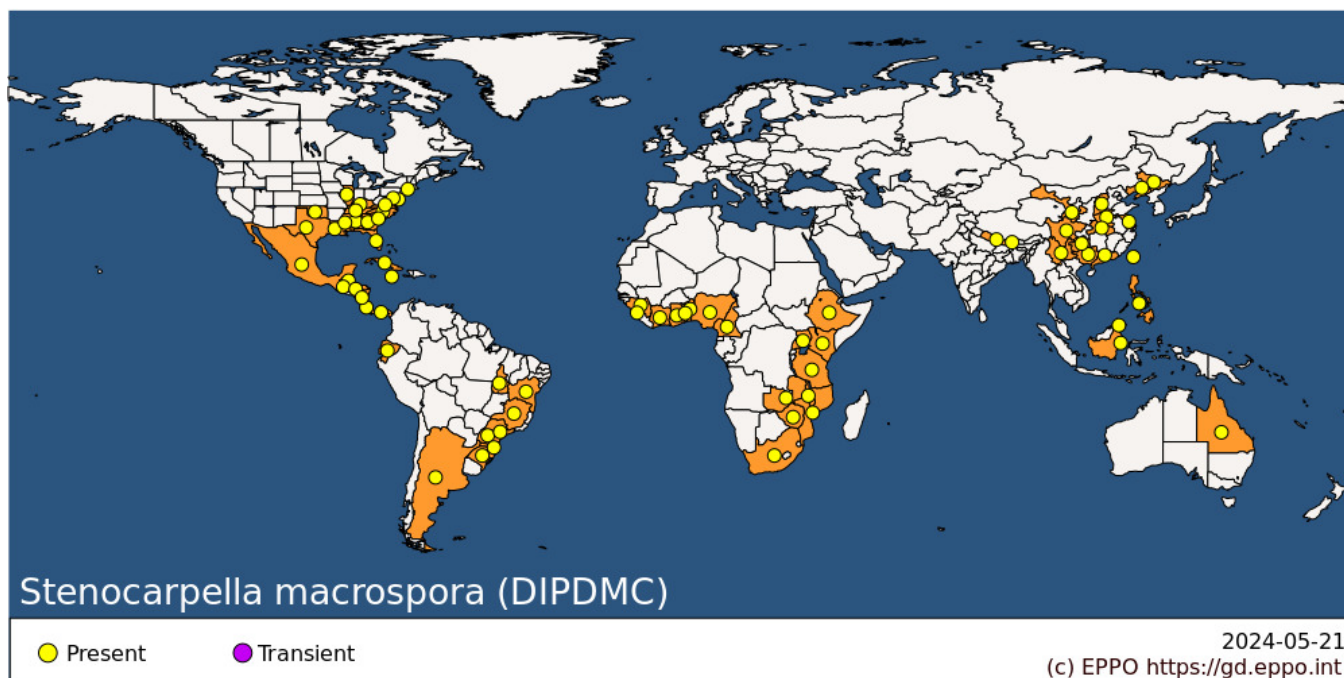 Stenocarpella macrospora (DIPDMC)
Present
Transient
2024-05-21
(c) EPPO https://gd.eppo.int